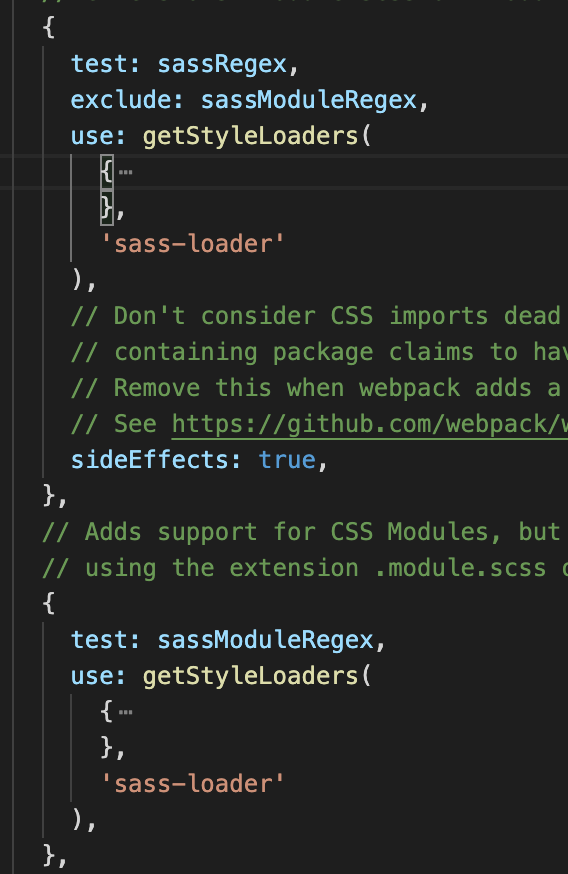 {
test: sassRegex,
exclude: sassModuleRegex,
use: getStyleLoaders(
{…
},
'sass-loader'
),
// Don't consider CSS imports dead
// containing package claims to hav
// Remove this when webpack adds a
// See https://github.com/webpack/w
sideEffects: true,
},
// Adds support for CSS Modules, but
// using the extension .module.scss
{
test: sassModuleRegex,
use: getStyleLoaders(
{…
},
'sass-loader'
),
},